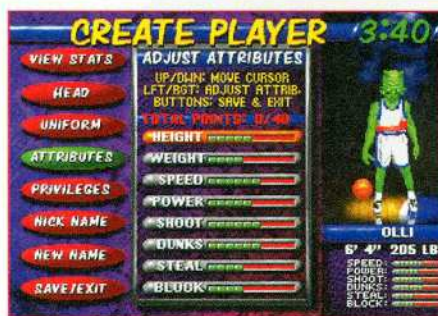 CREATE PLAYER
3:40
VIEW STATS
HEAD
UNIFORM
ATTRIBUTES
PRIVILEGES
NICK NAME
NEW NAME
SAVE/EXIT
ADJUST ATTRIBUTES
UP/DWN: MOVE CURSOR
LFT/RGT: ADJUST ATTRIB.
BUTTONS: SAVE & EXIT
TOTAL POINTS: 0/40
HEIGHT
WEIGHT
SPEED
POWER
SHOOT
DUNKS
STEAL
BLOCK
OLLI
6' 4" 205 LB
SPEED:
POWER:
SHOOT:
DUNKS:
STEAL:
BLOCK: